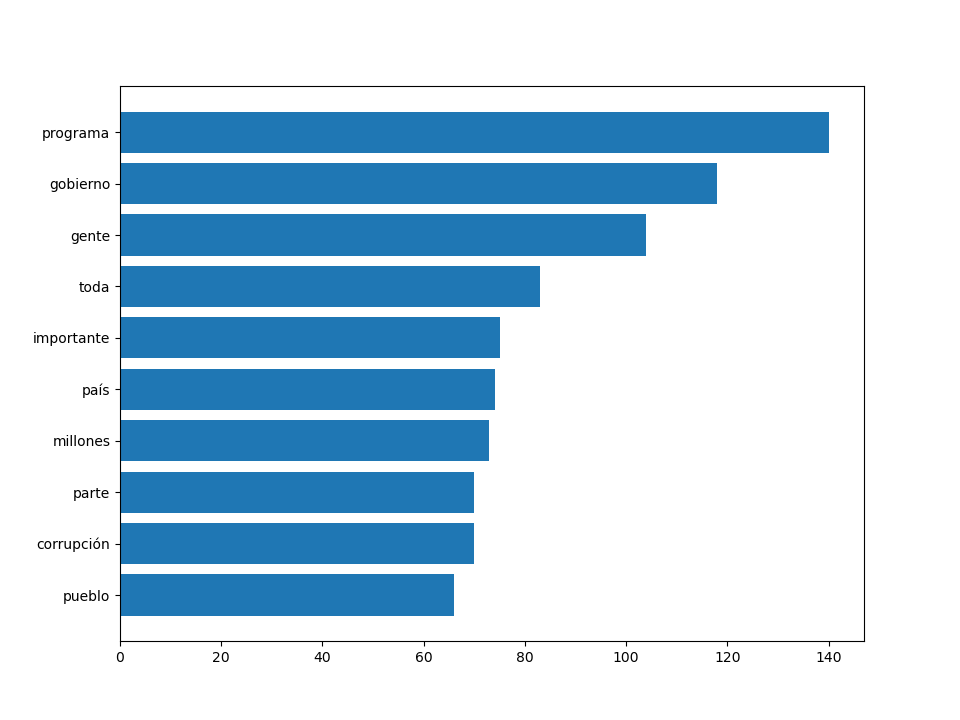 programa
gobierno
gente
toda
importante
país
millones
parte
corrupción
pueblo
0 20 40 60 80 100 120 140